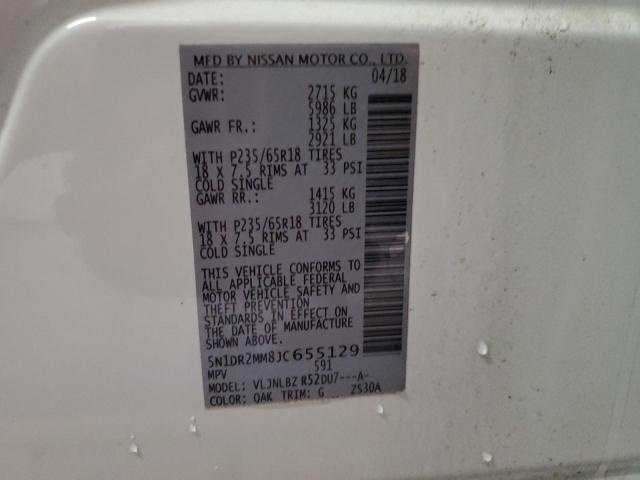 MFD BY NISSAN MOTOR CO., LTD.
DATE: 04/18
GVWR: 2715 KG
5986 LB
GAWR FR.: 1325 KG
2921 LB
WITH P235/65R18 TIRES
18 X 7.5 RIMS AT 33 PSI
COLD SINGLE
GAWR RR.: 1415 KG
3120 LB
WITH P235/65R18 TIRES
18 X 7.5 RIMS AT 33 PSI
COLD SINGLE
THIS VEHICLE CONFORMS TO
ALL APPLICABLE FEDERAL
MOTOR VEHICLE SAFETY AND
THEFT PREVENTION
STANDARDS IN EFFECT ON
THE DATE OF MANUFACTURE
SHOWN ABOVE.
5N1DR2MM8JC655129
MPV 591
MODEL: VLJNLBZ R52DU7---A-
COLOR: QAK TRIM: G ZS30A